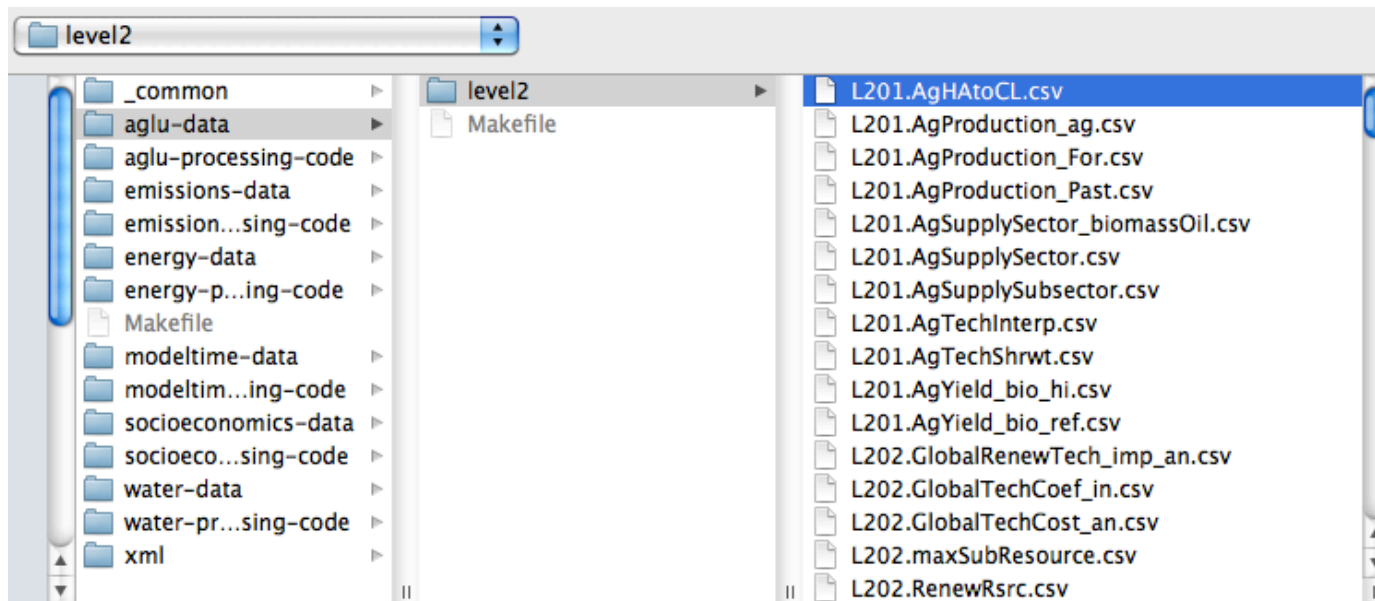 level2
_common
aglu-data
aglu-processing-code
emissions-data
emission...sing-code
energy-data
energy-p...ing-code
Makefile
modeltime-data
modeltim...ing-code
socioeconomics-data
socioeco...sing-code
water-data
water-pr...sing-code
xml
level2
Makefile
L201.AgHAtoCL.csv
L201.AgProduction_ag.csv
L201.AgProduction_For.csv
L201.AgProduction_Past.csv
L201.AgSupplySector_biomassOil.csv
L201.AgSupplySector.csv
L201.AgSupplySubsector.csv
L201.AgTechInterp.csv
L201.AgTechShrwt.csv
L201.AgYield_bio_hi.csv
L201.AgYield_bio_ref.csv
L202.GlobalRenewTech_imp_an.csv
L202.GlobalTechCoef_in.csv
L202.GlobalTechCost_an.csv
L202.maxSubResource.csv
L202.RenewRsrc.csv